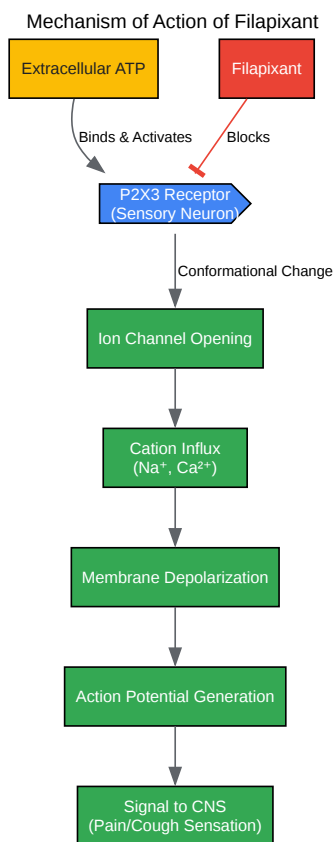 Mechanism of Action of Filapixant
Extracellular ATP
Filapixant
Binds & Activates
Blocks
P2X3 Receptor
(Sensory Neuron)
Conformational Change
Ion Channel Opening
Cation Influx
(Na⁺, Ca²⁺)
Membrane Depolarization
Action Potential Generation
Signal to CNS
(Pain/Cough Sensation)